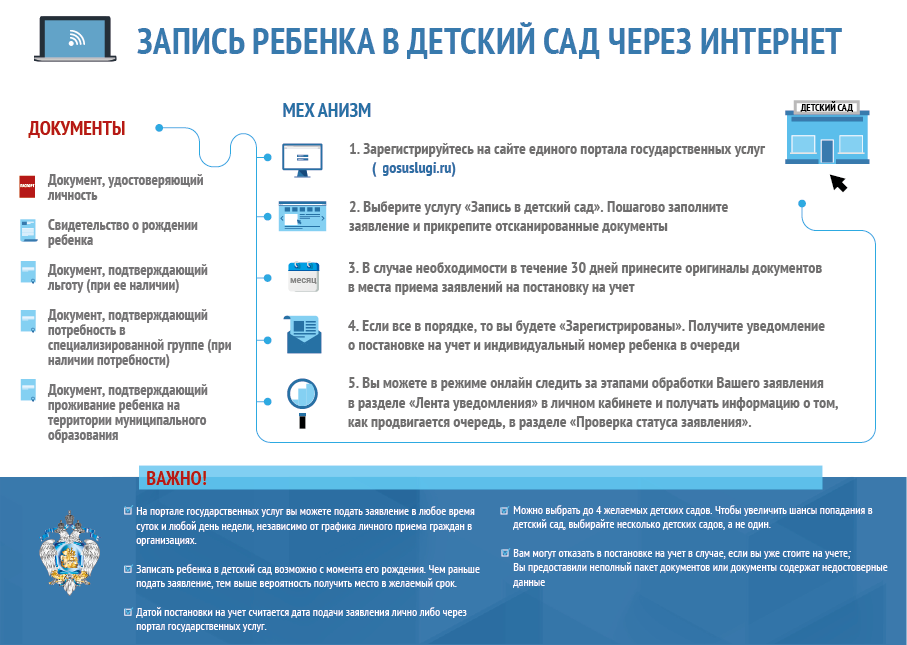 ЗАПИСЬ РЕБЕНКА В ДЕТСКИЙ САД ЧЕРЕЗ ИНТЕРНЕТ
ДОКУМЕНТЫ
ПАСПОРТ
Документ, удостоверяющий
личность
Свидетельство о рождении
ребенка
Документ, подтверждающий
льготу (при ее наличии)
Документ, подтверждающий
потребность в
специализированной группе (при
наличии потребности)
Документ, подтверждающий
проживание ребенка на
территории муниципального
образования
МЕХ АНИЗМ
ДЕТСКИЙ САД
1. Зарегистрируйтесь на сайте единого портала государственных услуг
( gosuslugi.ru)
2. Выберите услугу «Запись в детский сад». Пошагово заполните
заявление и прикрепите отсканированные документы
месяц
3. В случае необходимости в течение 30 дней принесите оригиналы документов
в места приема заявлений на постановку на учет
4. Если все в порядке, то вы будете «Зарегистрированы». Получите уведомление
о постановке на учет и индивидуальный номер ребенка в очереди
5. Вы можете в режиме онлайн следить за этапами обработки Вашего заявления
в разделе «Лента уведомления» в личном кабинете и получать информацию о том,
как продвигается очередь, в разделе «Проверка статуса заявления».
ВАЖНО!
На портале государственных услуг вы можете подать заявление в любое время
суток и любой день недели, независимо от графика личного приема граждан в
организациях.
Записать ребенка в детский сад возможно с момента его рождения. Чем раньше
подать заявление, тем выше вероятность получить место в желаемый срок.
Датой постановки на учет считается дата подачи заявления лично либо через
портал государственных услуг.
Можно выбрать до 4 желаемых детских садов. Чтобы увеличить шансы попадания в
детский сад, выбирайте несколько детских садов, а не один.
Вам могут отказать в постановке на учет в случае, если вы уже стоите на учете;
Вы предоставили неполный пакет документов или документы содержат недостоверные
данные